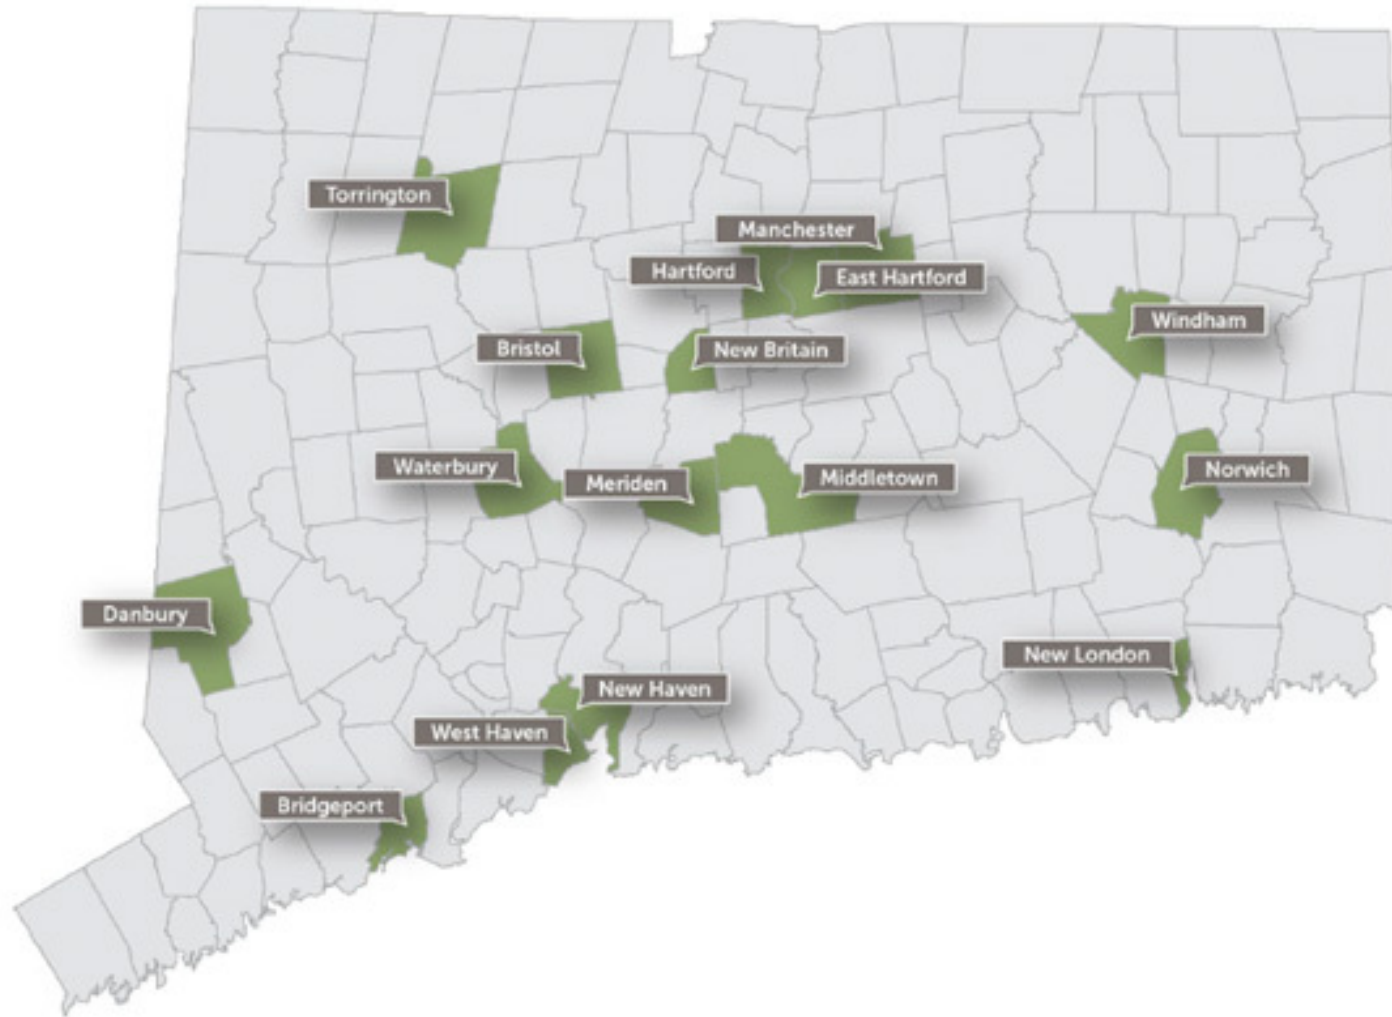 Torrington
Manchester
Hartford
East Hartford
Windham
Bristol
New Britain
Waterbury
Meriden
Middletown
Norwich
Danbury
New London
New Haven
West Haven
Bridgeport